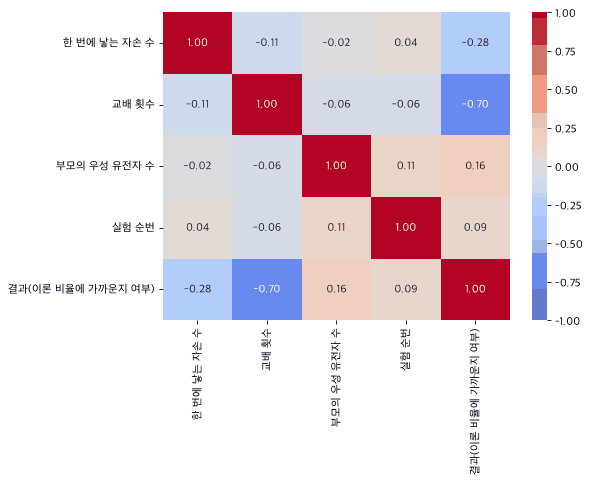 한 번에 낳는 자손 수
1.00 -0.11 -0.02 0.04 -0.28
교배 횟수
-0.11 1.00 -0.06 -0.06 -0.70
부모의 우성 유전자 수
-0.02 -0.06 1.00 0.11 0.16
실험 순번
0.04 -0.06 0.11 1.00 0.09
결과(이론 비율에 가까운지 여부)
-0.28 -0.70 0.16 0.09 1.00
한 번에 낳는 자손 수
교배 횟수
부모의 우성 유전자 수
실험 순번
결과(이론 비율에 가까운지 여부)
1.00
0.75
0.50
0.25
0.00
-0.25
-0.50
-0.75
-1.00